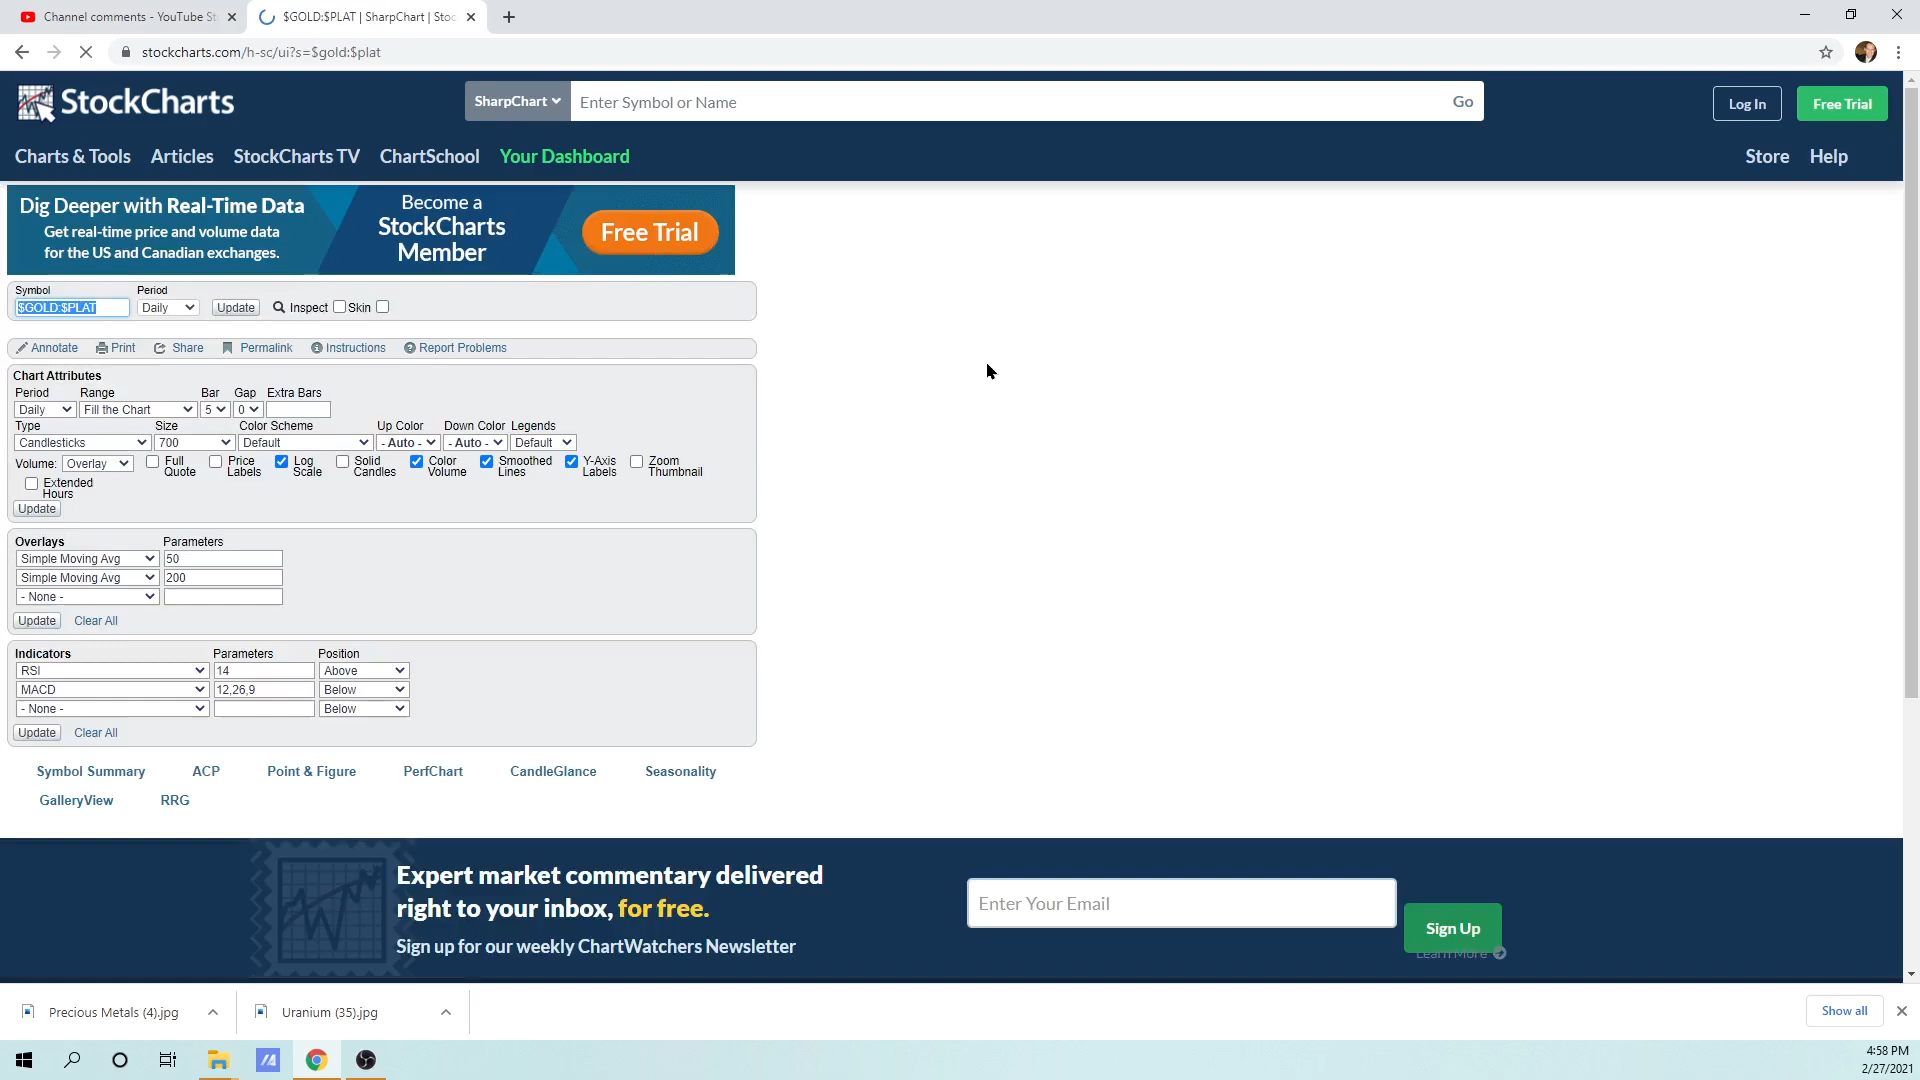 Channel comments - YouTube St
$GOLD:$PLAT | SharpChart | Stoc
stockcharts.com/h-sc/ui?s=$gold:$plat
StockCharts
SharpChart
Enter Symbol or Name
Go
Log In
Free Trial
Charts & Tools
Articles
StockCharts TV
ChartSchool
Your Dashboard
Store
Help
Dig Deeper with Real-Time Data
Get real-time price and volume data
for the US and Canadian exchanges.
Become a
StockCharts
Member
Free Trial
Symbol
Period
$GOLD:$PLAT
Daily
Update
Inspect
Skin
Annotate
Print
Share
Permalink
Instructions
Report Problems
Chart Attributes
Period
Range
Bar
Gap
Extra Bars
Daily
Fill the Chart
5
0
Type
Size
Color Scheme
Up Color
Down Color
Legends
Candlesticks
700
Default
- Auto -
- Auto -
Default
Volume:
Overlay
Full
Quote
Price
Labels
Log
Scale
Solid
Candles
Color
Volume
Smoothed
Lines
Y-Axis
Labels
Zoom
Thumbnail
Extended
Hours
Update
Overlays
Parameters
Simple Moving Avg
50
Simple Moving Avg
200
- None -
Update
Clear All
Indicators
Parameters
Position
RSI
14
Above
MACD
12,26,9
Below
- None -
Below
Update
Clear All
Symbol Summary
ACP
Point & Figure
PerfChart
CandleGlance
Seasonality
GalleryView
RRG
Expert market commentary delivered
right to your inbox, for free.
Sign up for our weekly ChartWatchers Newsletter
Enter Your Email
Sign Up
Learn More
Precious Metals (4).jpg
Uranium (35).jpg
Show all
4:58 PM
2/27/2021